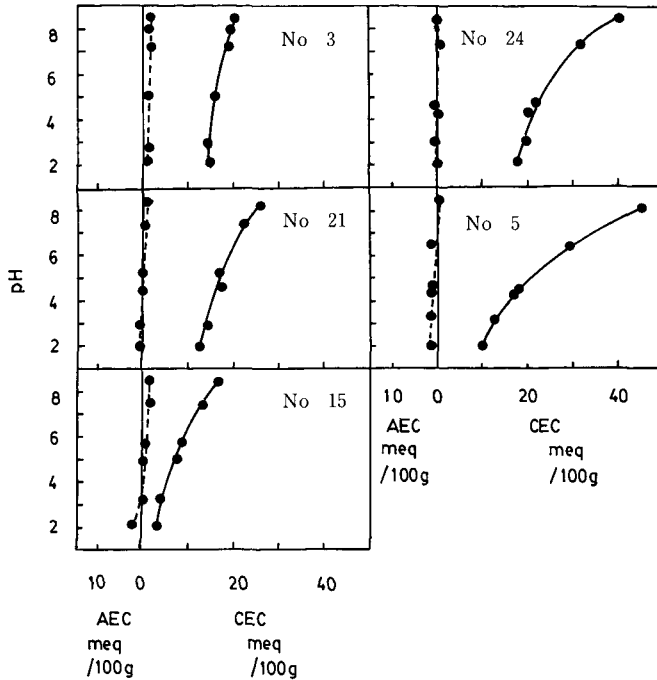 No 3
8
6
4
2
No 24
No 21
8
6
4
2
No 5
pH
No 15
8
6
4
2
10 0 20 40
AEC CEC
meq meq
/100g /100g
10 0 20 40
AEC CEC
meq meq
/100g /100g